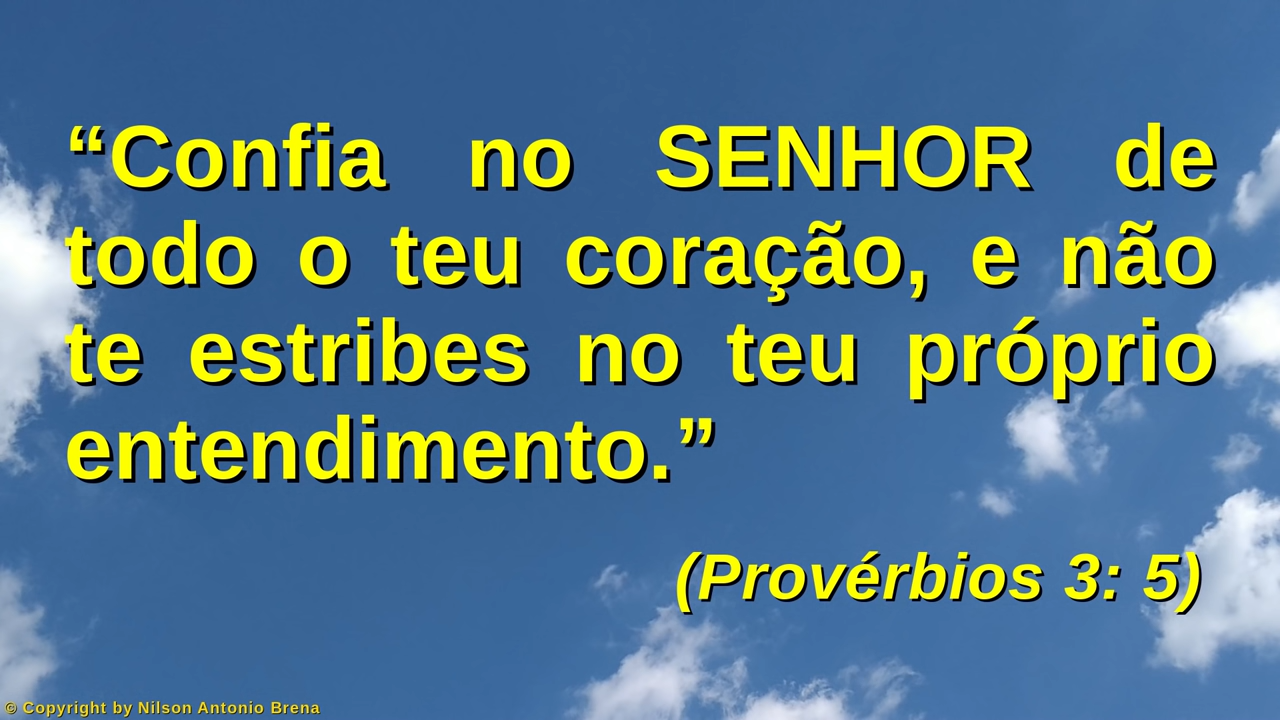 “Confia no SENHOR de
todo o teu coração, e não
te estribes no teu próprio
entendimento.”
(Provérbios 3: 5)
© Copyright by Nilson Antonio Brena